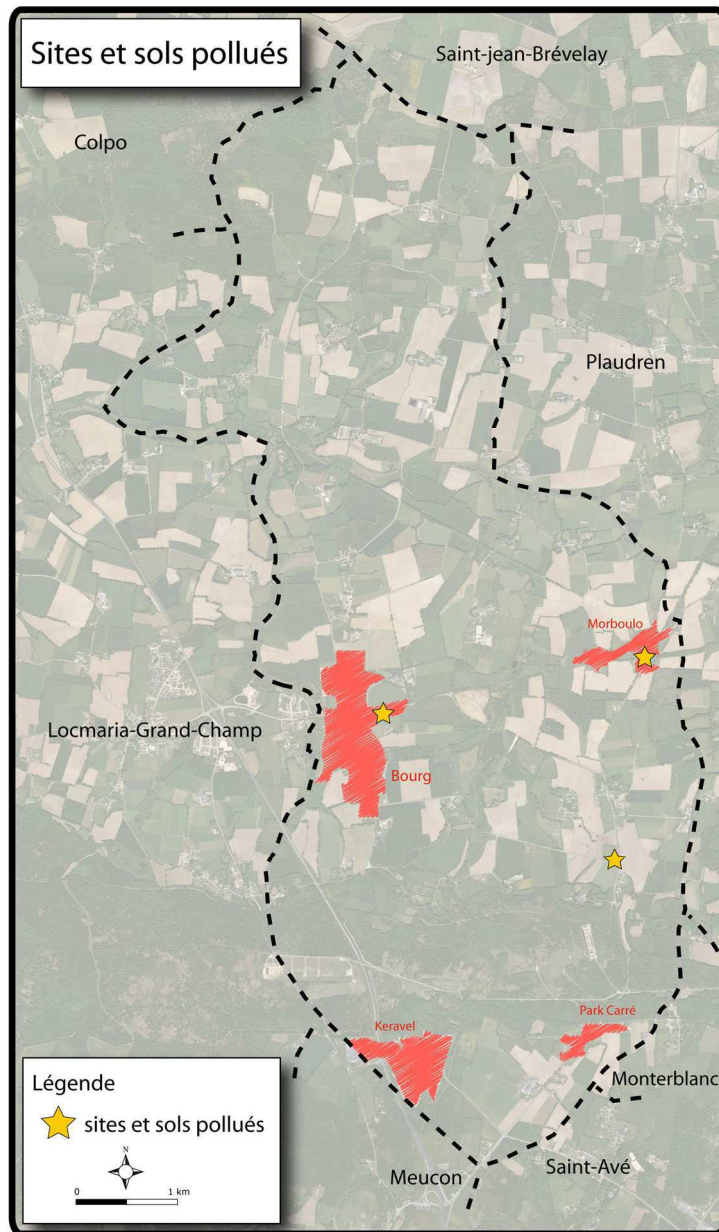 Sites et sols pollués
Saint-jean-Brévelay
Colpo
Plaudren
Morboulo
Locmaria-Grand-Champ
Bourg
Keravel
Park Carré
Monterblanc
Saint-Avé
Meucon
Légende
sites et sols pollués
0 1 km